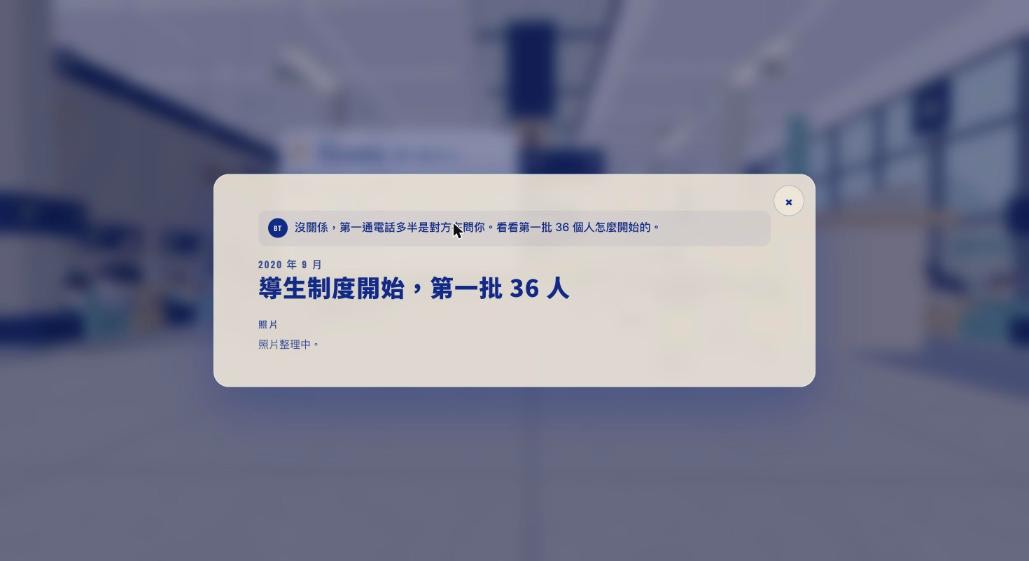 BT 沒關係,第一通電話多半是對方在問你。看看第一批 36 個人怎麼開始的。
2020 年 9 月
導生制度開始,第一批 36 人
照片
照片整理中。